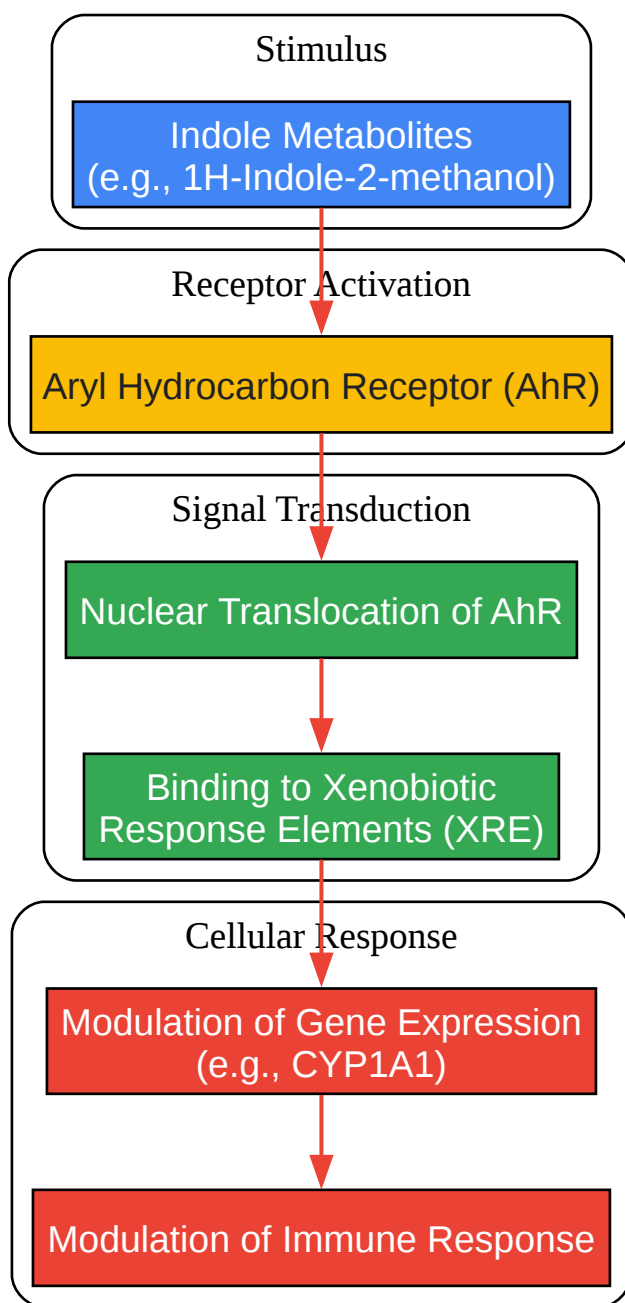 Stimulus
Indole Metabolites
(e.g., 1H-Indole-2-methanol)
Receptor Activation
Aryl Hydrocarbon Receptor (AhR)
Signal Transduction
Nuclear Translocation of AhR
Binding to Xenobiotic
Response Elements (XRE)
Cellular Response
Modulation of Gene Expression
(e.g., CYP1A1)
Modulation of Immune Response